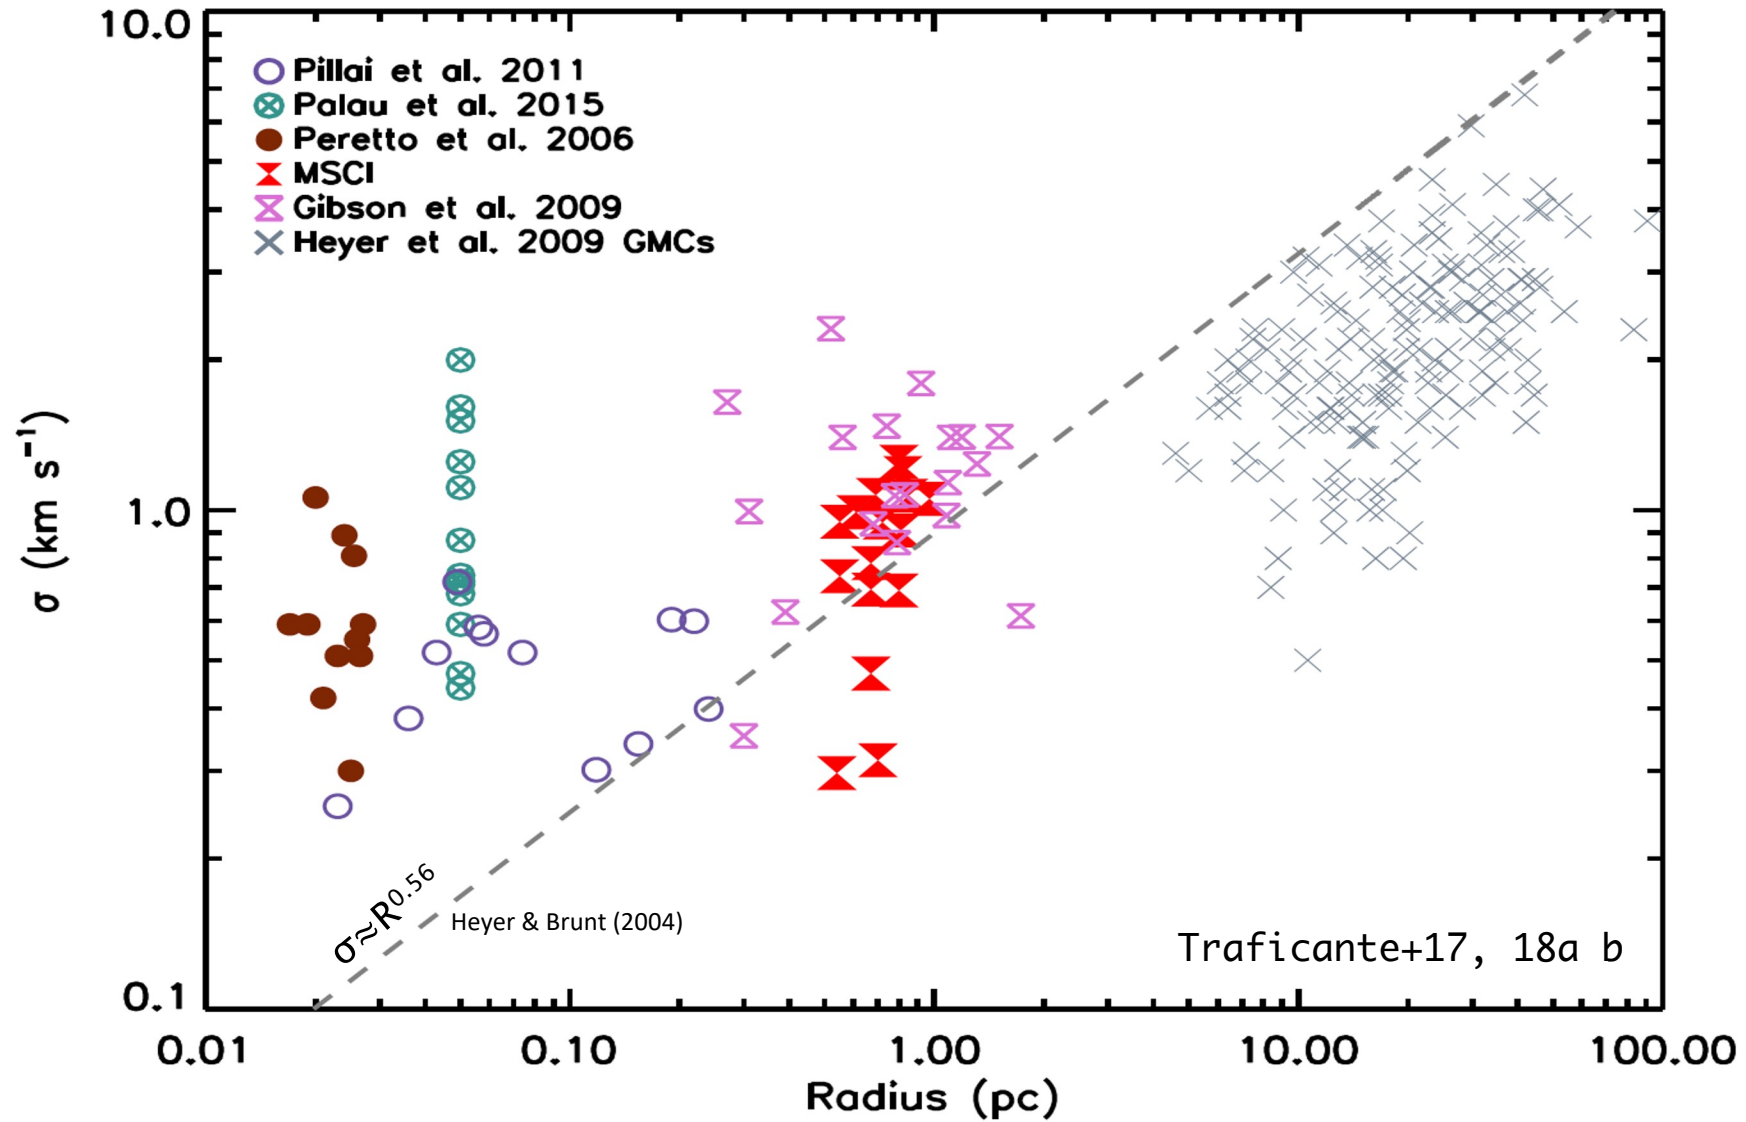 10.0
Pillai et al. 2011
Palau et al. 2015
Peretto et al. 2006
MSCI
Gibson et al. 2009
Heyer et al. 2009 GMCs
1.0
σ (km s⁻¹)
σ≈R⁰·⁵⁶
Heyer & Brunt (2004)
Traficante+17, 18a b
0.1
0.01 0.10 1.00 10.00 100.00
Radius (pc)